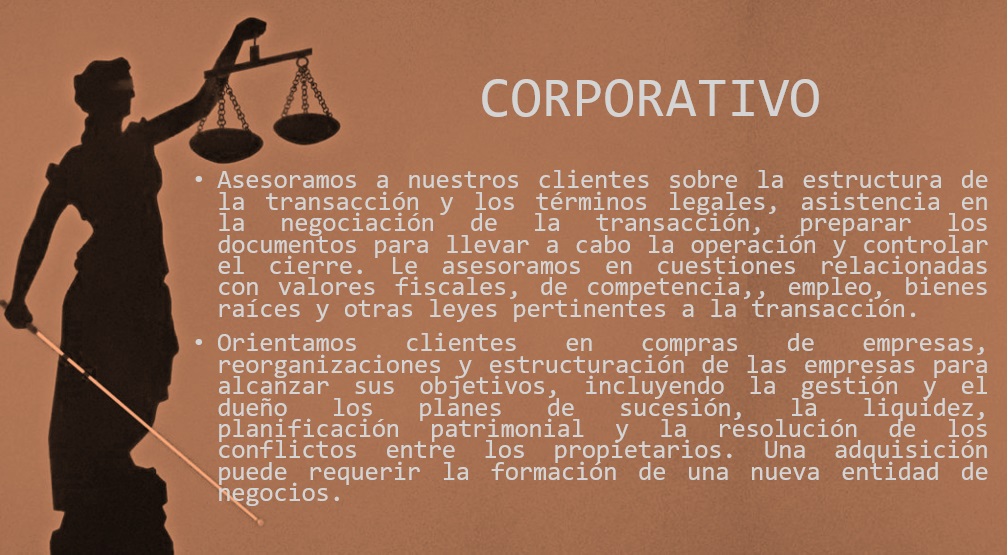 CORPORATIVO
• Asesoramos a nuestros clientes sobre la estructura de
la transacción y los términos legales, asistencia en
la negociación de la transacción, preparar los
documentos para llevar a cabo la operación y controlar
el cierre. Le asesoramos en cuestiones relacionadas
con valores fiscales, de competencia,, empleo, bienes
raíces y otras leyes pertinentes a la transacción.
• Orientamos clientes en compras de empresas,
reorganizaciones y estructuración de las empresas para
alcanzar sus objetivos, incluyendo la gestión y el
dueño los planes de sucesión, la liquidez,
planificación patrimonial y la resolución de los
conflictos entre los propietarios. Una adquisición
puede requerir la formación de una nueva entidad de
negocios.